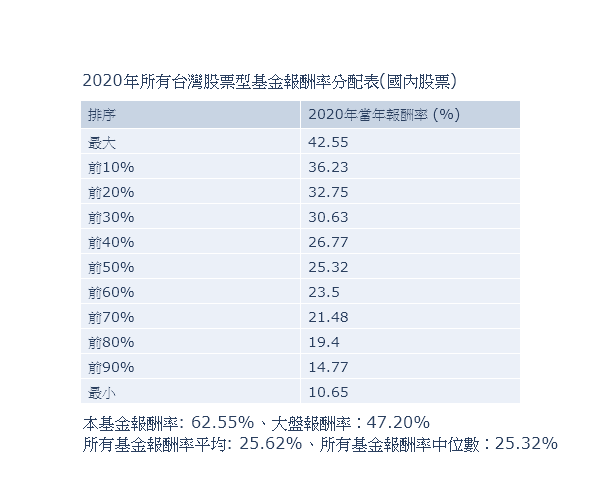 2020年所有台灣股票型基金報酬率分配表(國內股票)
排序 2020年當年報酬率 (%)
最大 42.55
前10% 36.23
前20% 32.75
前30% 30.63
前40% 26.77
前50% 25.32
前60% 23.5
前70% 21.48
前80% 19.4
前90% 14.77
最小 10.65
本基金報酬率: 62.55%、大盤報酬率：47.20%
所有基金報酬率平均: 25.62%、所有基金報酬率中位數：25.32%